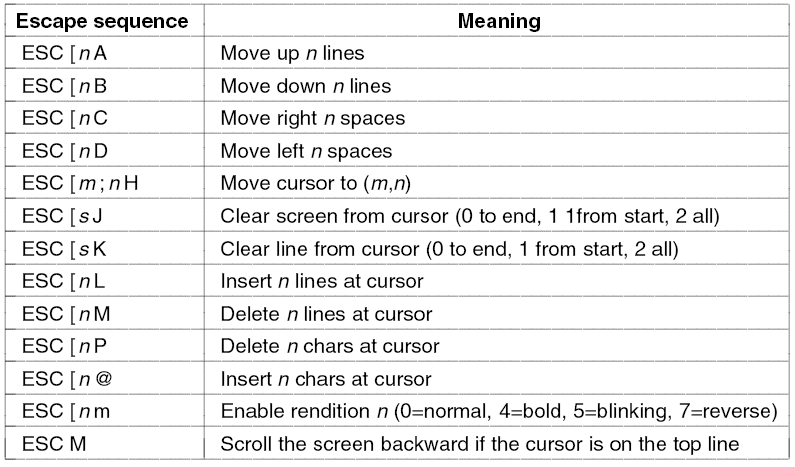 Escape sequence Meaning
ESC [ n A Move up n lines
ESC [ n B Move down n lines
ESC [ n C Move right n spaces
ESC [ n D Move left n spaces
ESC [ m ; n H Move cursor to (m,n)
ESC [ s J Clear screen from cursor (0 to end, 1 1from start, 2 all)
ESC [ s K Clear line from cursor (0 to end, 1 from start, 2 all)
ESC [ n L Insert n lines at cursor
ESC [ n M Delete n lines at cursor
ESC [ n P Delete n chars at cursor
ESC [ n @ Insert n chars at cursor
ESC [ n m Enable rendition n (0=normal, 4=bold, 5=blinking, 7=reverse)
ESC M Scroll the screen backward if the cursor is on the top line